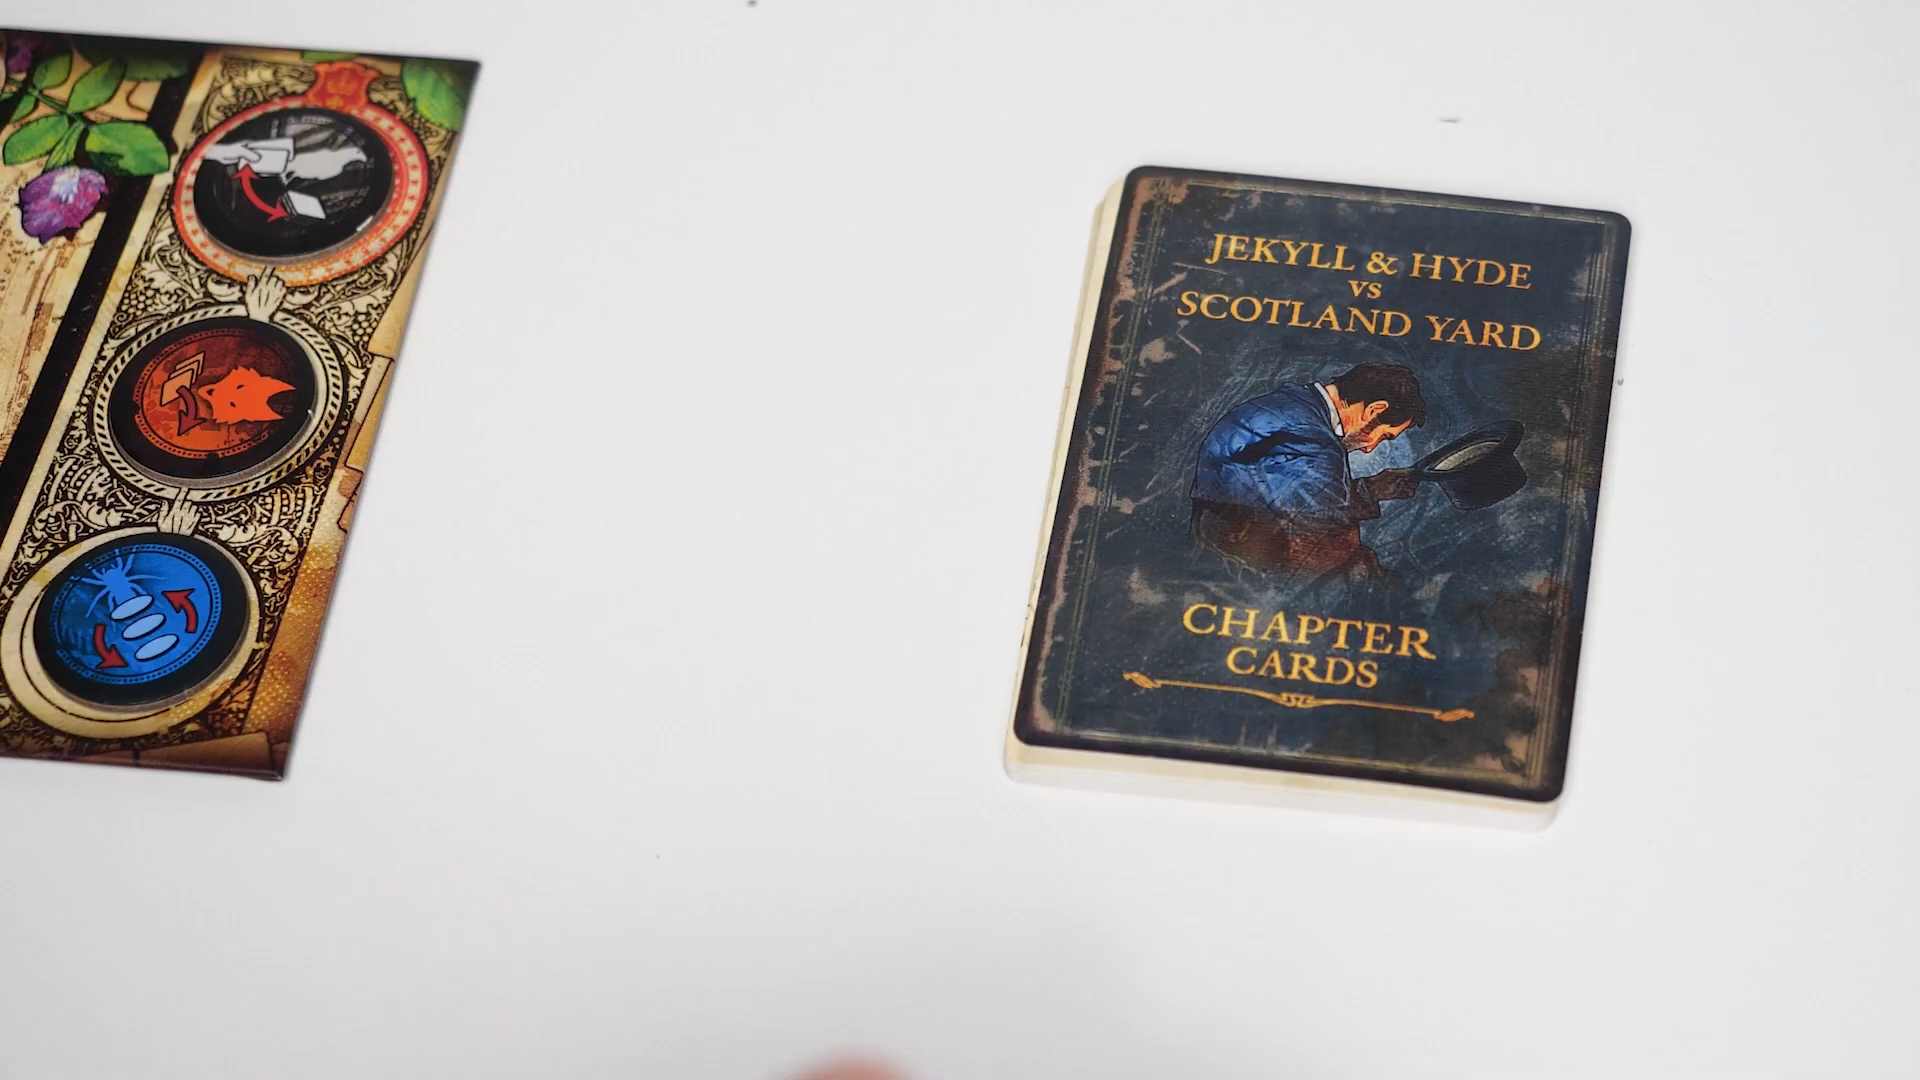 JEKYLL & HYDE
VS
SCOTLAND YARD
CHAPTER
CARDS